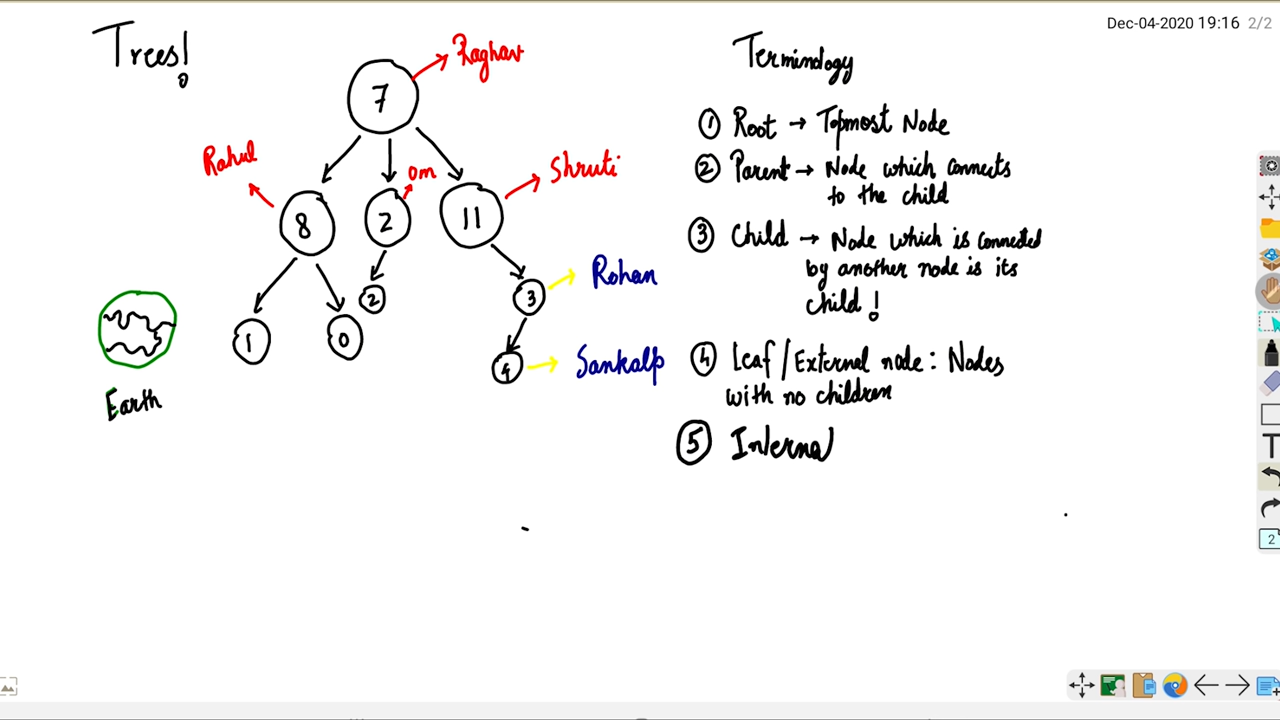 Dec-04-2020 19:16 2/2
Trees!
Raghav
7
Rahul
om
Shruti
8
2
11
1
0
2
3
Rohan
4
Sankalp
Earth
Terminology
① Root → Topmost Node
② Parent → Node which connects
to the child
③ Child → Node which is connected
by another node is its
child!
④ Leaf/External node: Nodes
with no children
⑤ Internal
T
2